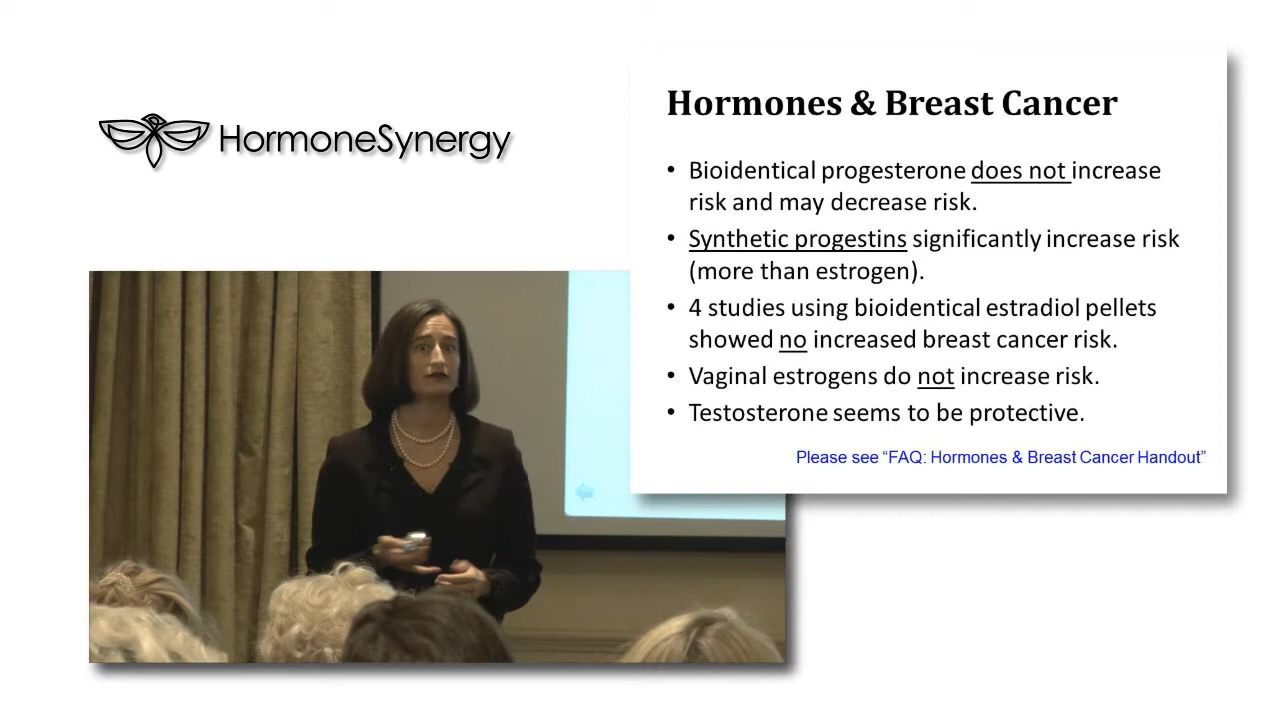 HormoneSynergy
Hormones & Breast Cancer
• Bioidentical progesterone does not increase
risk and may decrease risk.
• Synthetic progestins significantly increase risk
(more than estrogen).
• 4 studies using bioidentical estradiol pellets
showed no increased breast cancer risk.
• Vaginal estrogens do not increase risk.
• Testosterone seems to be protective.
Please see “FAQ: Hormones & Breast Cancer Handout”